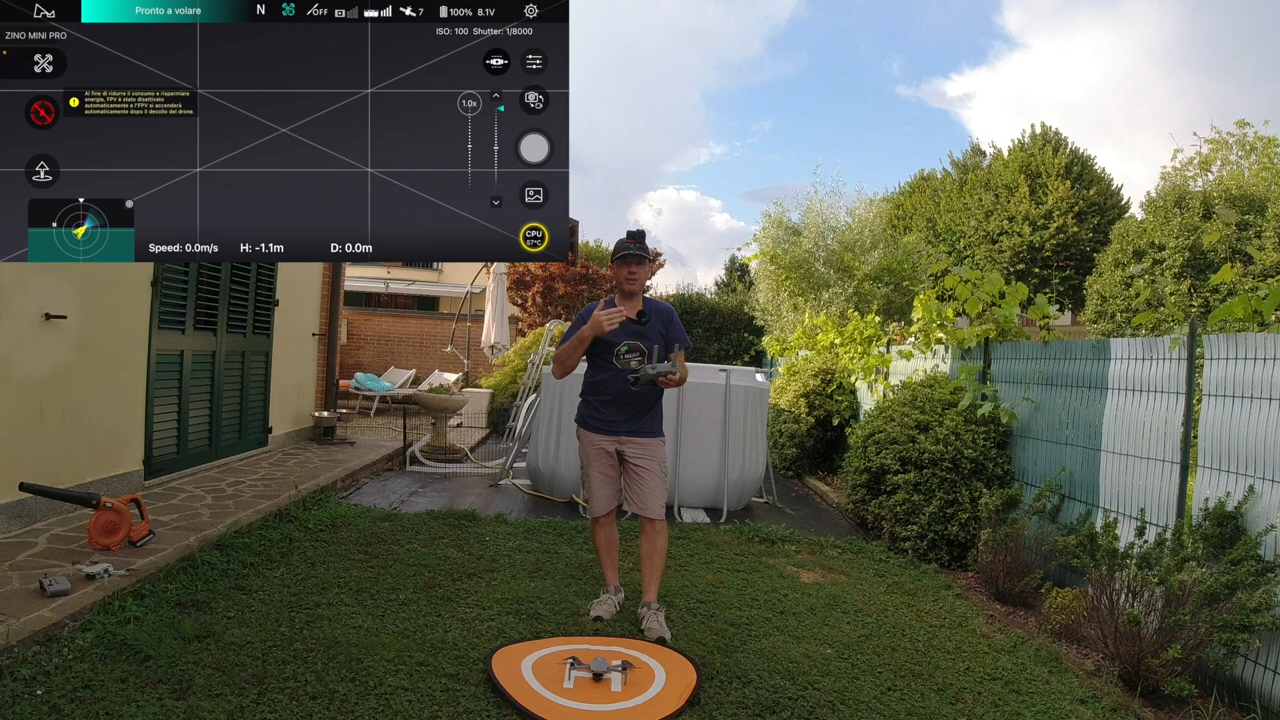 Pronto a volare
N
OFF
7
100% 8.1V
ZINO MINI PRO
ISO: 100 Shutter: 1/8000
Al fine di ridurre il consumo e risparmiare
energia, FPV è stato disattivato
automaticamente e l'FPV si accenderà
automaticamente dopo il decollo del drone.
1.0x
N
Speed: 0.0m/s
H: -1.1m
D: 0.0m
CPU
57°C
H